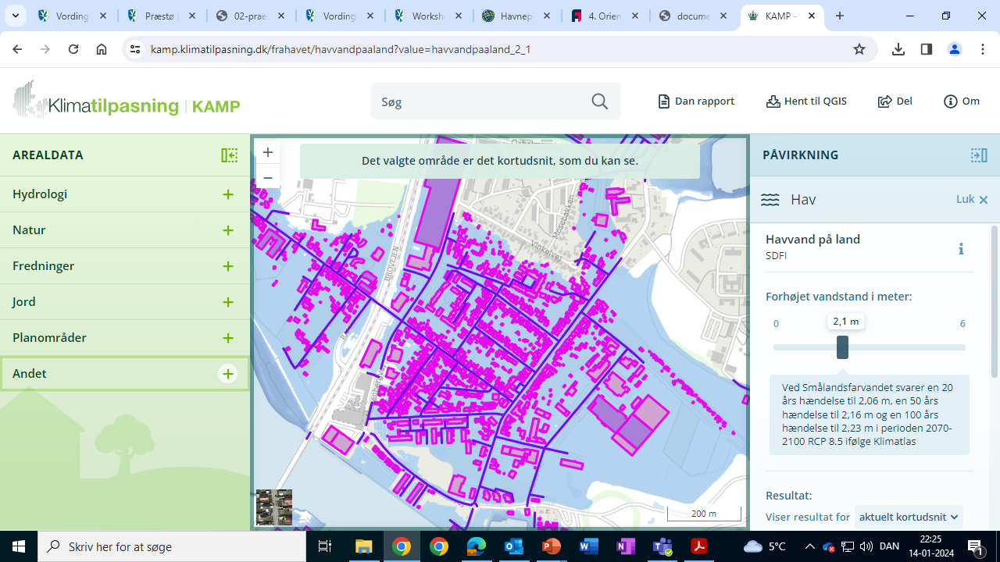 Vording
Præstø
02-prae
Vording
Worksh
Havnep
4. Orien
docume
KAMP -
kamp.klimatilpasning.dk/frahavet/havvandpaaland?value=havvandpaaland_2_1
Klimatilpasning | KAMP
Søg
Dan rapport
Hent til QGIS
Del
Om
AREALDATA
Hydrologi
Natur
Fredninger
Jord
Planområder
Andet
Det valgte område er det kortudsnit, som du kan se.
BROVEJEN
Mosebakken
Vinkelvej
200 m
PÅVIRKNING
Hav
Luk
Havvand på land
SDFI
Forhøjet vandstand i meter:
2,1 m
0
6
Ved Smålandsfarvandet svarer en 20
års hændelse til 2,06 m, en 50 års
hændelse til 2,16 m og en 100 års
hændelse til 2,23 m i perioden 2070-
2100 RCP 8.5 ifølge Klimatlas
Resultat:
Viser resultat for aktuelt kortudsnit
Skriv her for at søge
5°C
DAN
22:25
14-01-2024
1